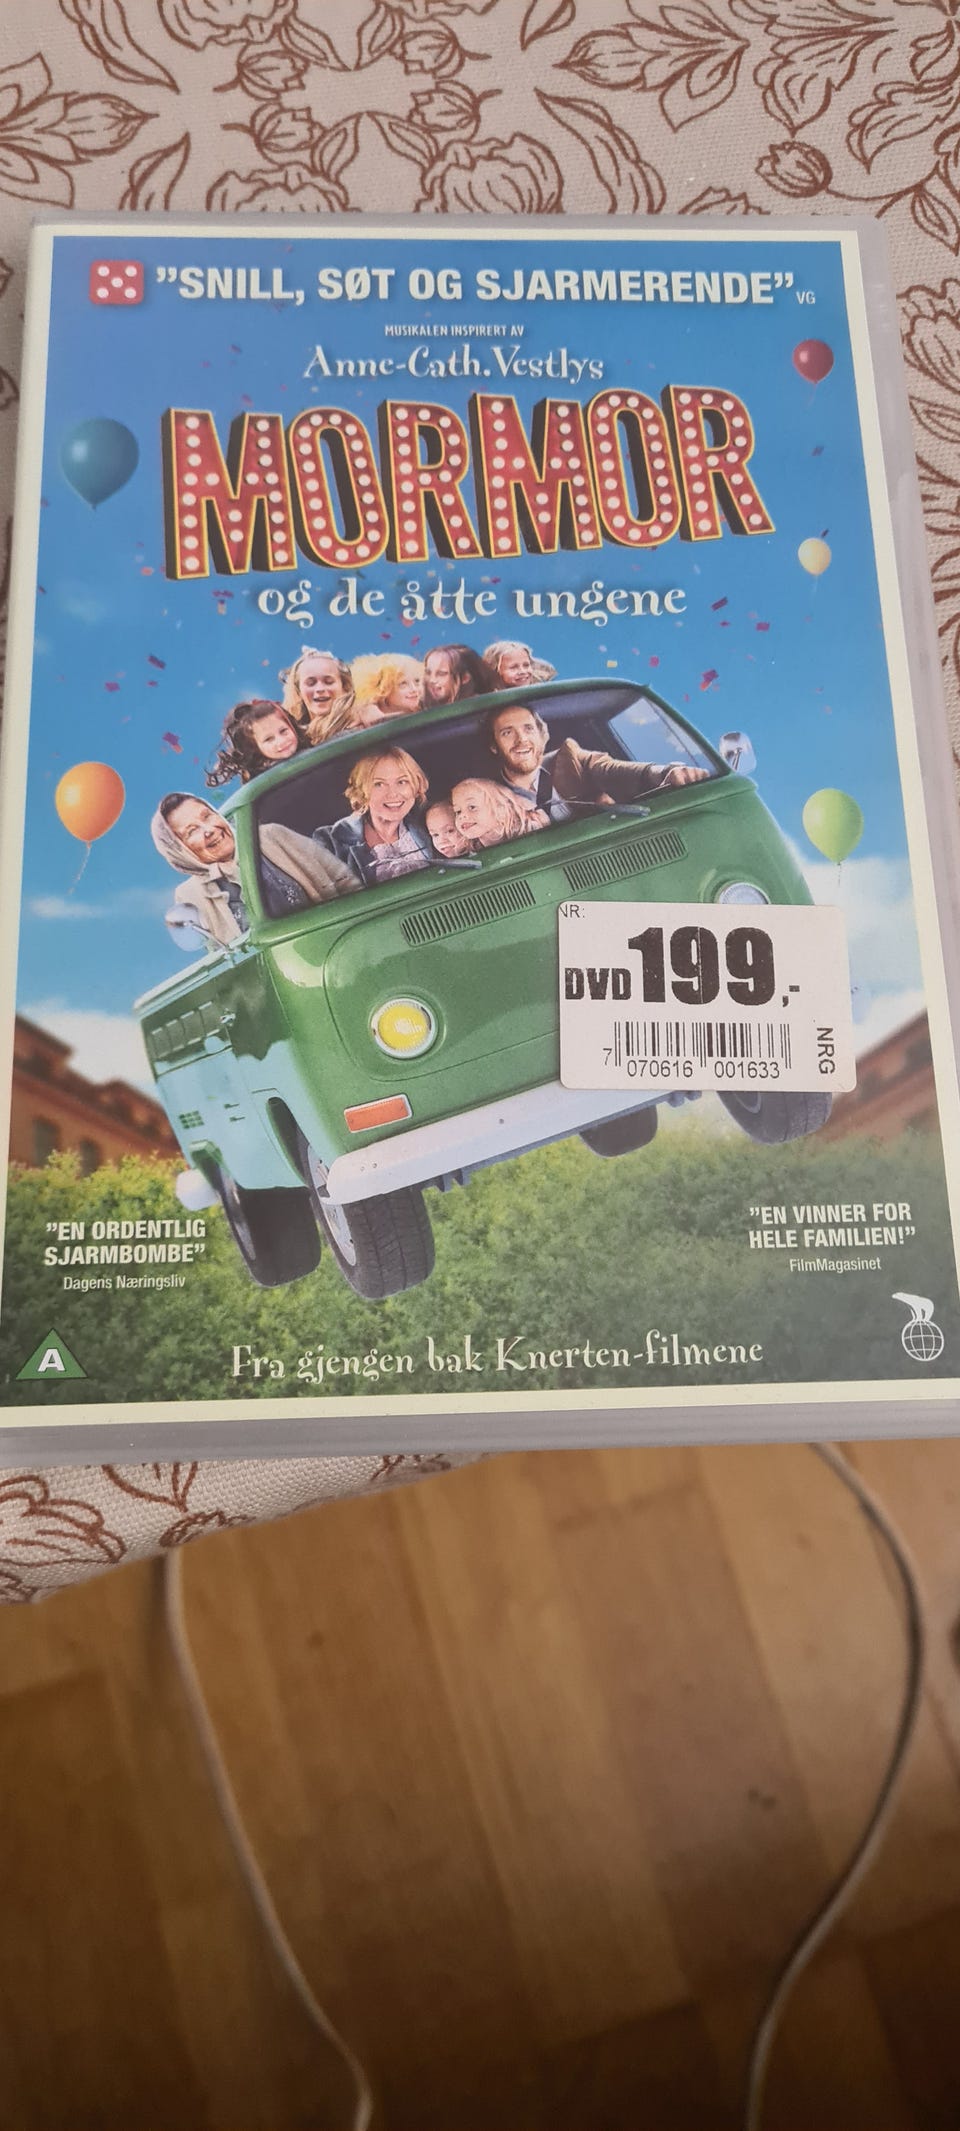 ”SNILL, SØT OG SJARMERENDE” VG
MUSIKALEN INSPIRERT AV
Anne-Cath. Vestlys
MORMOR
og de åtte ungene
NR:
DVD 199,-
7 070616 001633
NRG
”EN ORDENTLIG
SJARMBOMBE”
Dagens Næringsliv
”EN VINNER FOR
HELE FAMILIEN!”
FilmMagasinet
A
Fra gjengen bak Knerten-filmene